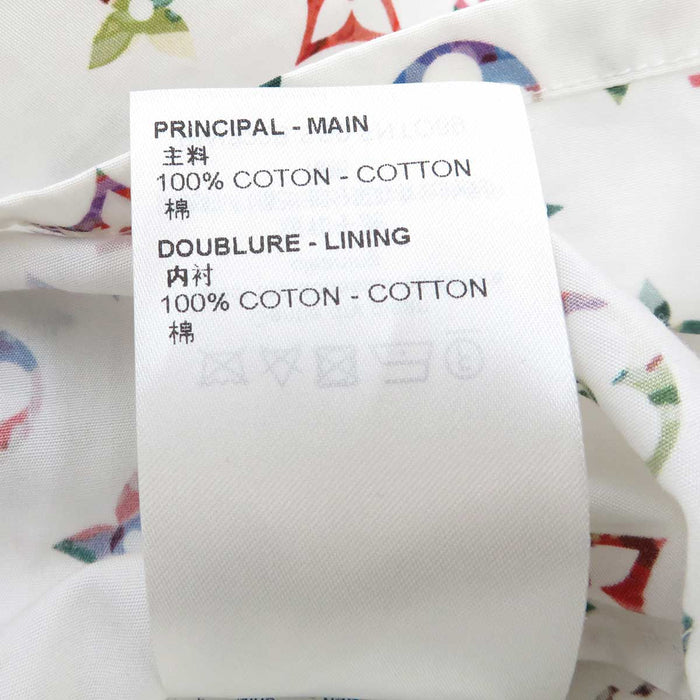 PRINCIPAL - MAIN
主料
100% COTON - COTTON
棉
DOUBLURE - LINING
内衬
100% COTON - COTTON
棉